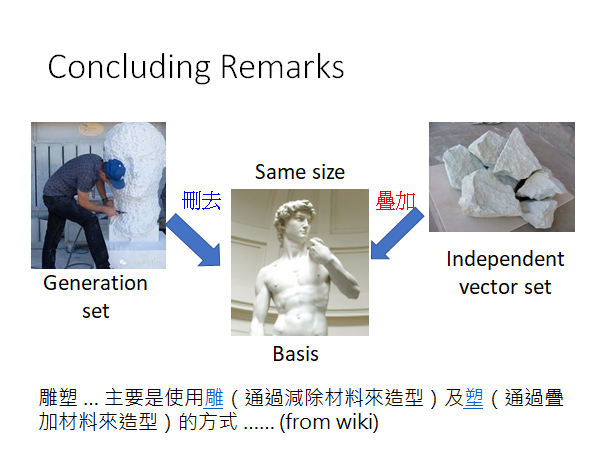 Concluding Remarks
Same size
刪去
疊加
Generation
set
Independent
vector set
Basis
雕塑 ... 主要是使用雕（通過減除材料來造型）及塑（通過疊
加材料來造型）的方式 ...... (from wiki)